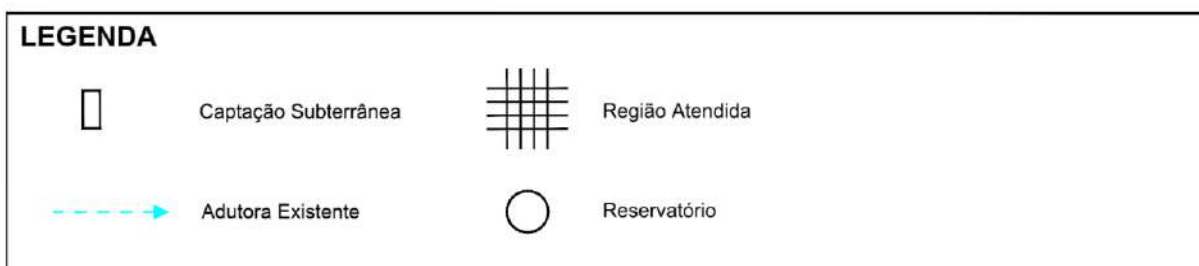 LEGENDA
Captação Subterrânea
Região Atendida
Adutora Existente
Reservatório